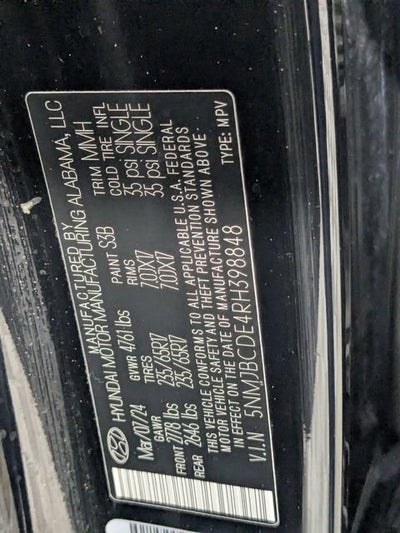 MANUFACTURED BY
HYUNDAI MOTOR MANUFACTURING ALABAMA, LLC
Mar/07/24 PAINT S3B TRIM MMH
GVWR 4761 lbs TIRES RIMS COLD TIRE INFL
FRONT 2778 lbs 235/65R17 7.0JX17 35 psi SINGLE
REAR 2646 lbs 235/65R17 7.0JX17 35 psi SINGLE
THIS VEHICLE CONFORMS TO ALL APPLICABLE U.S.A. FEDERAL
MOTOR VEHICLE SAFETY AND THEFT PREVENTION STANDARDS
IN EFFECT ON THE DATE OF MANUFACTURE SHOWN ABOVE
V.I.N: 5NMJBCDE4RH398848 TYPE: MPV